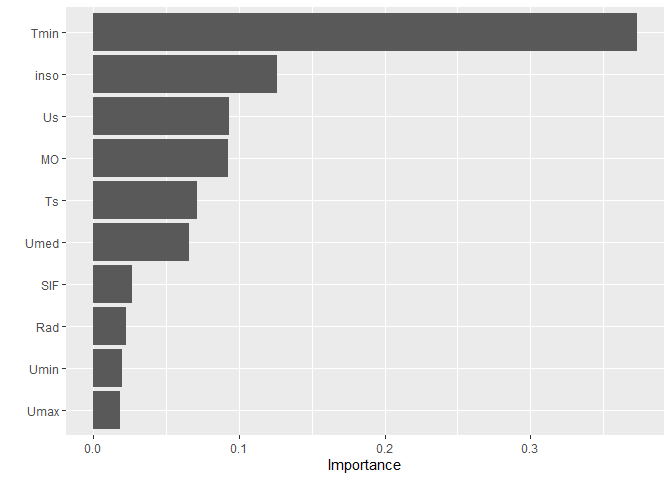 Tmin
inso
Us
MO
Ts
Umed
SIF
Rad
Umin
Umax
0.0 0.1 0.2 0.3
Importance